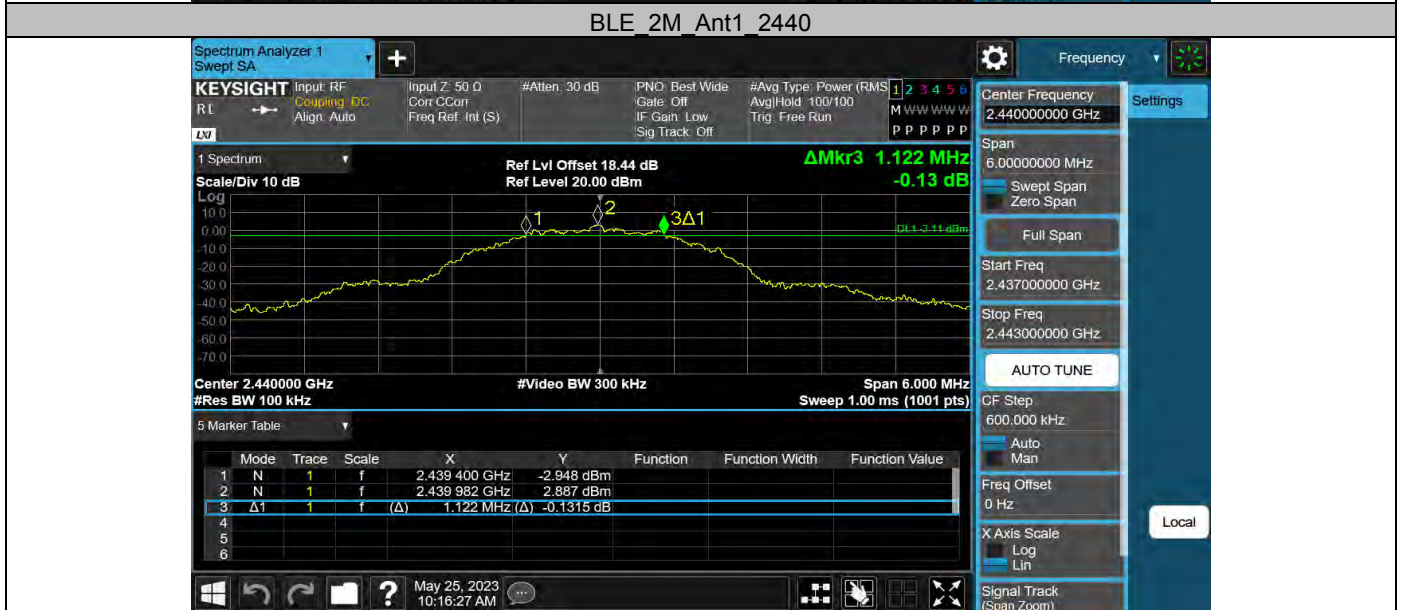 BLE_2M_Ant1_2440
Spectrum Analyzer 1
Swept SA
+
Frequency
KEYSIGHT
Input: RF
Input Z: 50 Ω
#Atten: 30 dB
PNO: Best Wide
#Avg Type: Power (RMS
1 2 3 4 5 6
RL
Coupling: DC
Corr CCorr
Gate: Off
Avg|Hold: 100/100
M W W W W W
Align: Auto
Freq Ref: Int (S)
IF Gain: Low
Trig: Free Run
LXI
Sig Track: Off
P P P P P P
Center Frequency
2.440000000 GHz
Settings
Span
6.00000000 MHz
Swept Span
Zero Span
Full Span
Start Freq
2.437000000 GHz
Stop Freq
2.443000000 GHz
AUTO TUNE
CF Step
600.000 kHz
Auto
Man
Freq Offset
0 Hz
X Axis Scale
Log
Lin
Local
Signal Track
(Span Zoom)
1 Spectrum
Ref Lvl Offset 18.44 dB
ΔMkr3 1.122 MHz
Scale/Div 10 dB
Ref Level 20.00 dBm
-0.13 dB
Log
10.0
1
2
3Δ1
0.00
DL1 -3.11 dBm
-10.0
-20.0
-30.0
-40.0
-50.0
-60.0
-70.0
Center 2.440000 GHz
#Video BW 300 kHz
Span 6.000 MHz
#Res BW 100 kHz
Sweep 1.00 ms (1001 pts)
5 Marker Table
Mode Trace Scale X Y Function Function Width Function Value
1 N 1 f 2.439 400 GHz -2.948 dBm
2 N 1 f 2.439 982 GHz 2.887 dBm
3 Δ1 1 f (Δ) 1.122 MHz (Δ) -0.1315 dB
4
5
6
?
May 25, 2023
10:16:27 AM